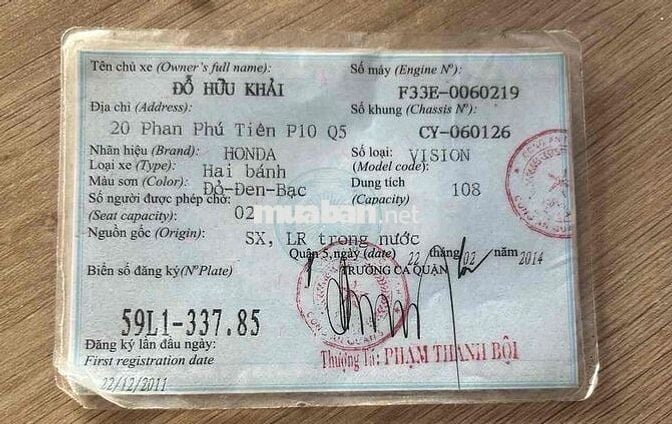 Tên chủ xe (Owner's full name): Số máy (Engine Nº):
ĐỖ HỮU KHẢI F33E-0060219
Địa chỉ (Address): Số khung (Chassis Nº):
20 Phan Phú Tiên P10 Q5 CY-060126
Nhãn hiệu (Brand): HONDA Số loại: VISION
Loại xe (Type): Hai bánh (Model code):
Màu sơn (Color): Đỏ-Đen-Bạc Dung tích 108
Số người được phép chở: (Capacity)
(Seat capacity): 02
muaban.net
Nguồn gốc (Origin): SX, LR trong nước
Quận 5, ngày (date) 22 tháng 02 năm 2014
Biển số đăng ký(Nº Plate) TRƯỞNG CA QUẬN
59L1-337.85
Đăng ký lần đầu ngày: Thượng Tá: PHẠM THÀNH BÔI
First registration date
22/12/2011